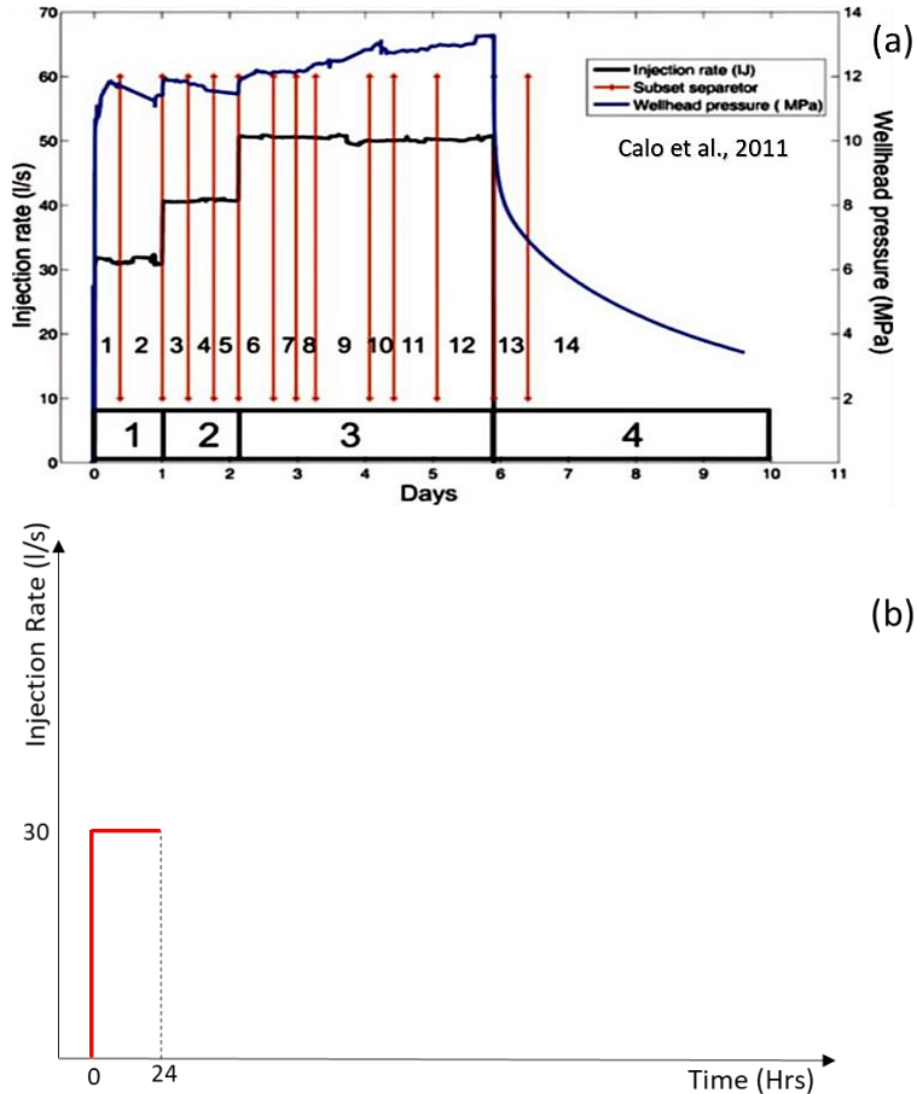 70
60
50
40
30
20
10
0
Injection rate (l/s)
14
12
10
8
6
4
2
Wellhead pressure (MPa)
(a)
Injection rate (IJ)
Subset separetor
Wellhead pressure ( MPa)
Calo et al., 2011
1 2 3 4 5 6 7 8 9 10 11 12 13 14
1 2 3 4
0 1 2 3 4 5 6 7 8 9 10 11
Days
(b)
Injection Rate (l/s)
30
0 24
Time (Hrs)